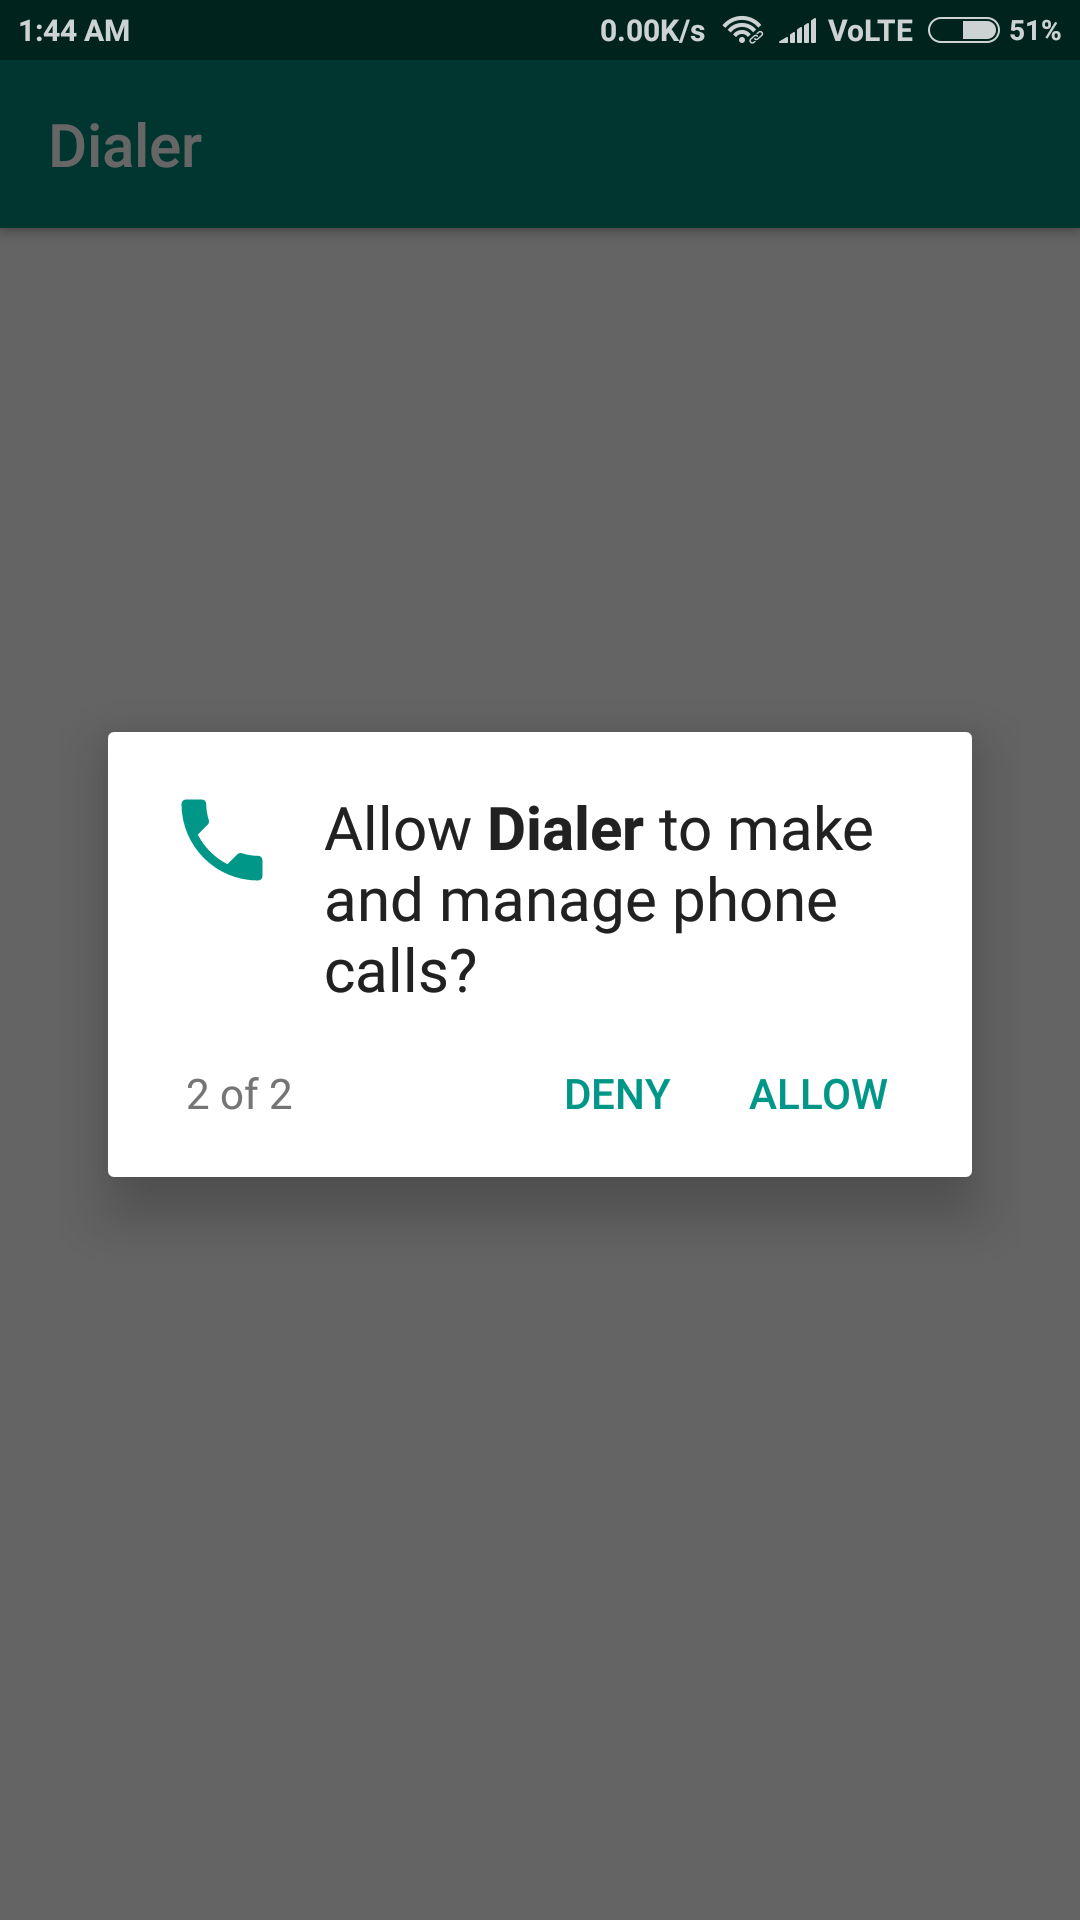 1:44 AM 0.00K/s VoLTE 51%
Dialer
Allow Dialer to make
and manage phone
calls?
2 of 2 DENY ALLOW